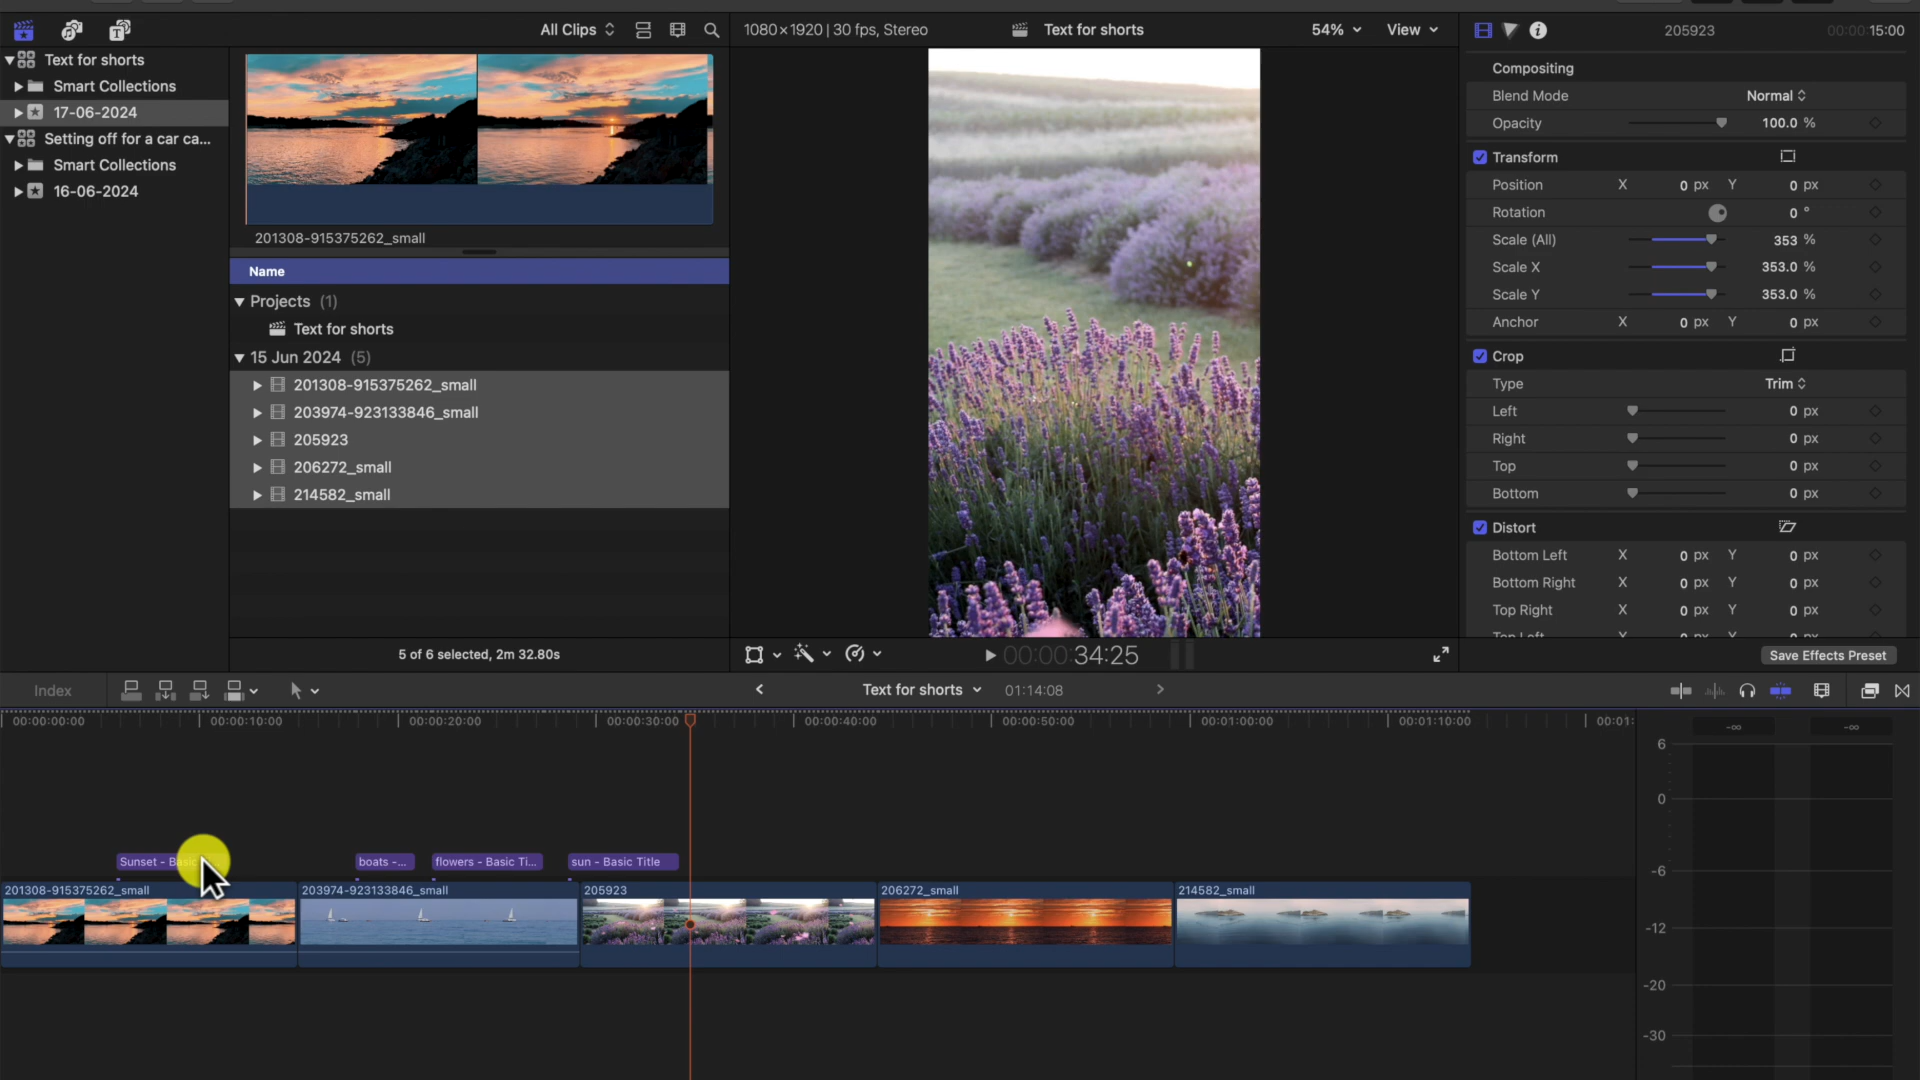 All Clips
1080×1920 | 30 fps, Stereo
Text for shorts
54%
View
205923
00:00:15:00
Text for shorts
Smart Collections
17-06-2024
Setting off for a car ca...
Smart Collections
16-06-2024
201308-915375262_small
Name
Projects (1)
Text for shorts
15 Jun 2024 (5)
201308-915375262_small
203974-923133846_small
205923
206272_small
214582_small
5 of 6 selected, 2m 32.80s
00:00:34:25
Compositing
Blend Mode Normal
Opacity 100.0 %
Transform
Position X 0 px Y 0 px
Rotation 0 °
Scale (All) 353 %
Scale X 353.0 %
Scale Y 353.0 %
Anchor X 0 px Y 0 px
Crop
Type Trim
Left 0 px
Right 0 px
Top 0 px
Bottom 0 px
Distort
Bottom Left X 0 px Y 0 px
Bottom Right X 0 px Y 0 px
Top Right X 0 px Y 0 px
Top Left X 0 px Y 0 px
Save Effects Preset
Index
Text for shorts
01:14:08
00:00:00:00 00:00:10:00 00:00:20:00 00:00:30:00 00:00:40:00 00:00:50:00 00:01:00:00 00:01:10:00 00:01:
Sunset - Basic
boats -...
flowers - Basic Ti...
sun - Basic Title
201308-915375262_small
203974-923133846_small
205923
206272_small
214582_small
-∞ -∞
6
0
-6
-12
-20
-30